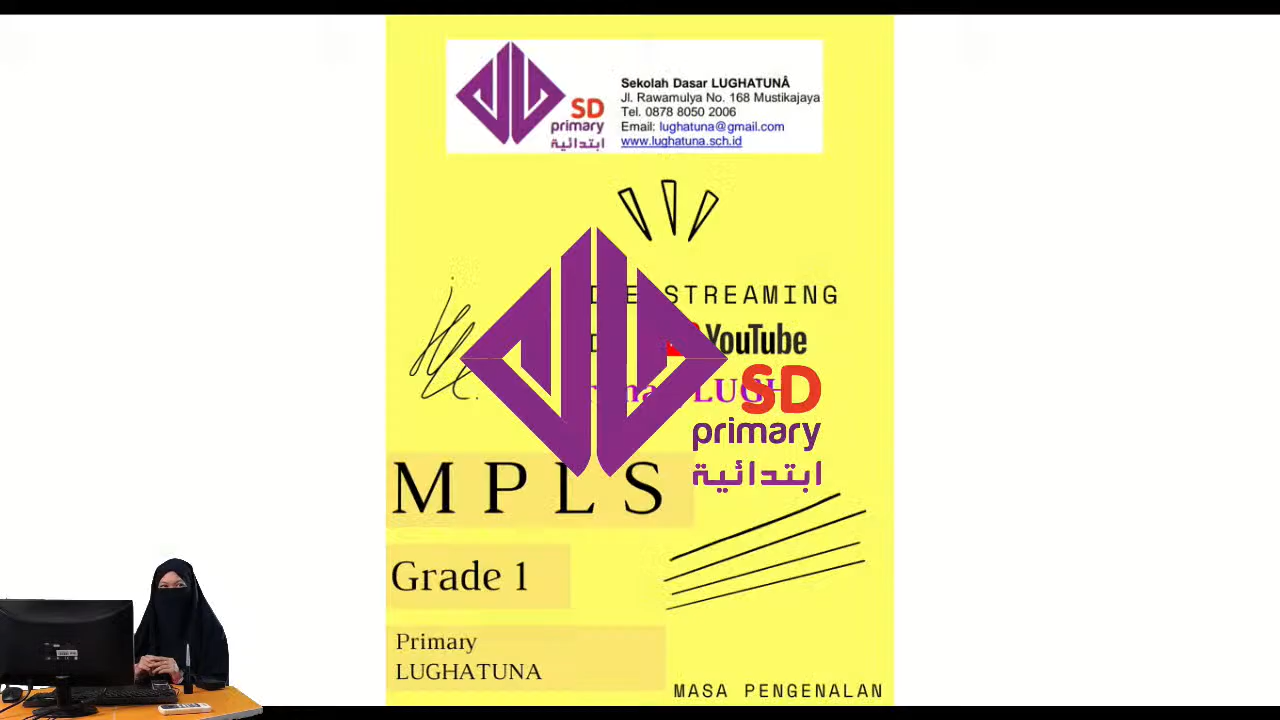 SD
primary
ابتدائية
Sekolah Dasar LUGHATUNÂ
Jl. Rawamulya No. 168 Mustikajaya
Tel. 0878 8050 2006
Email: lughatuna@gmail.com
www.lughatuna.sch.id
STREAMING
YouTube
SD
primary
ابتدائية
MPLS
Grade 1
Primary
LUGHATUNA
MASA PENGENALAN